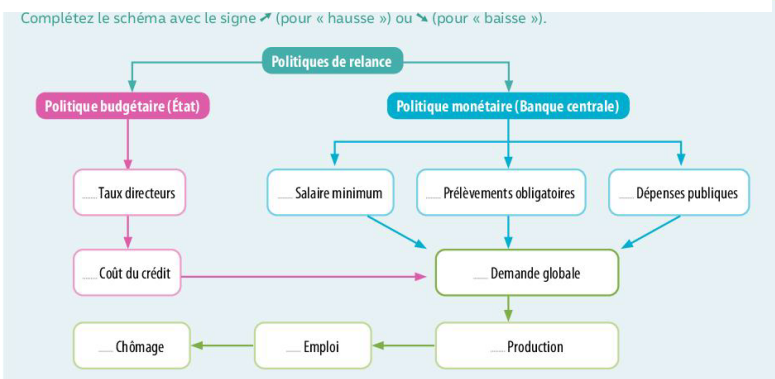 Complétez le schéma avec le signe ➚ (pour « hausse ») ou ➘ (pour « baisse »).
Politiques de relance
Politique budgétaire (État)
Politique monétaire (Banque centrale)
...... Taux directeurs
...... Salaire minimum
...... Prélèvements obligatoires
...... Dépenses publiques
...... Coût du crédit
...... Demande globale
...... Chômage
...... Emploi
...... Production